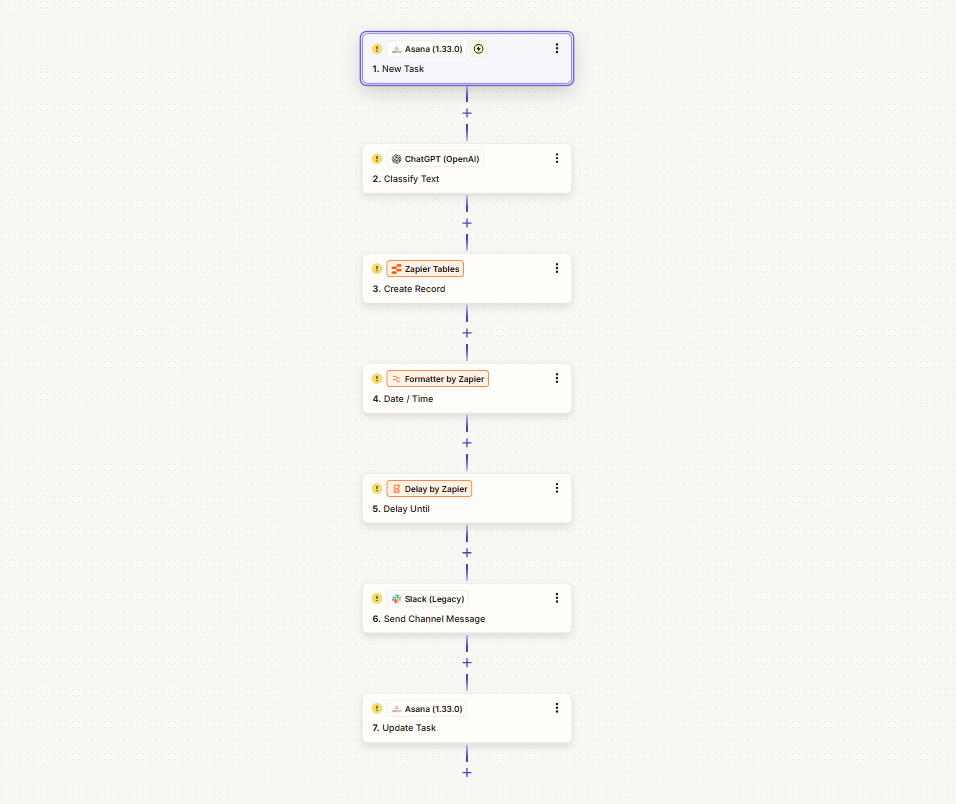 Asana (1.33.0)
1. New Task
ChatGPT (OpenAI)
2. Classify Text
Zapier Tables
3. Create Record
Formatter by Zapier
4. Date / Time
Delay by Zapier
5. Delay Until
Slack (Legacy)
6. Send Channel Message
Asana (1.33.0)
7. Update Task